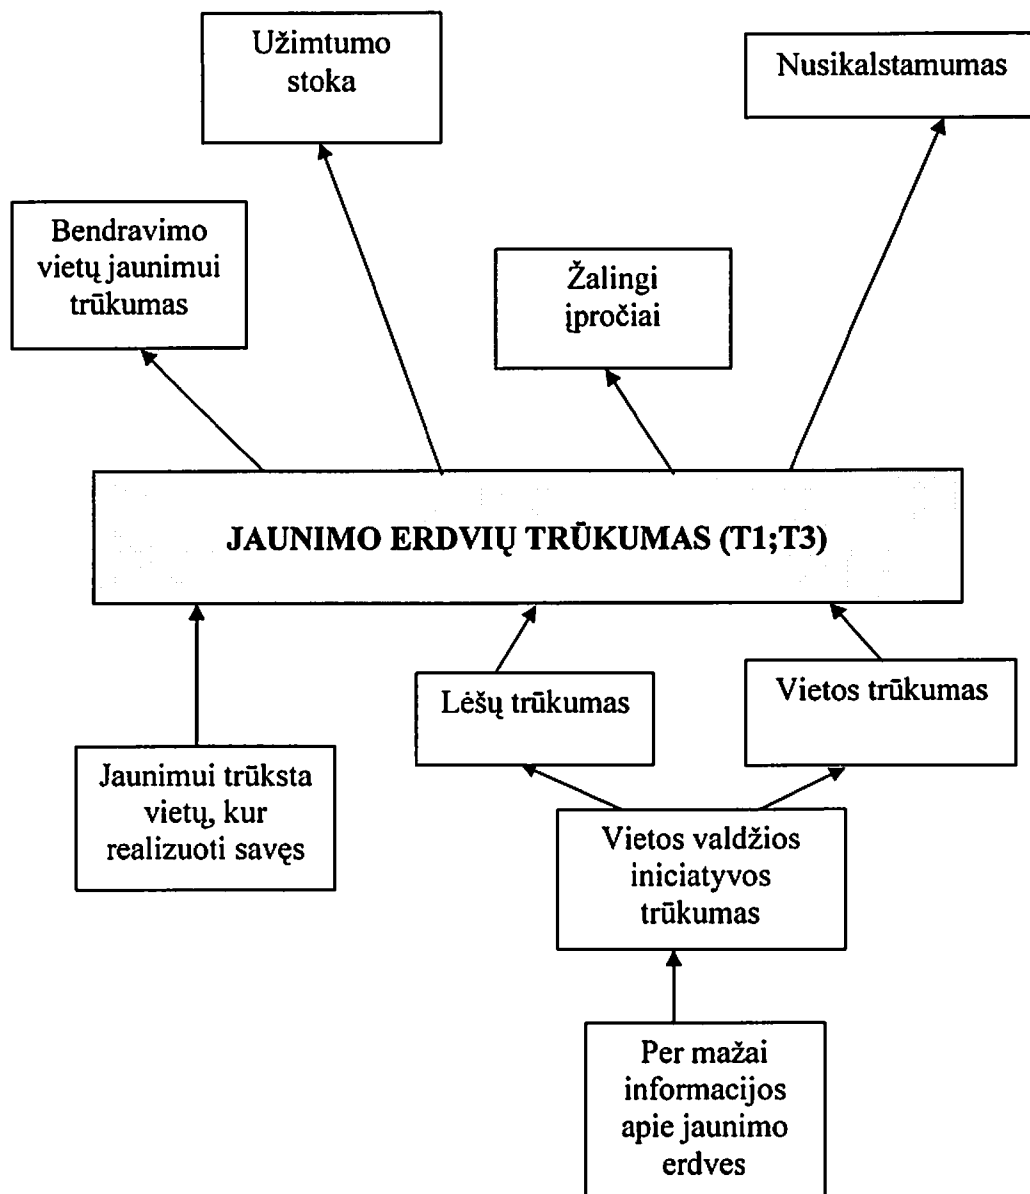 Užimtumo
stoka
Nusikalstamumas
Bendravimo
vietų jaunimui
trūkumas
Žalingi
įpročiai
JAUNIMO ERDVIŲ TRŪKUMAS (T1;T3)
Lėšų trūkumas
Vietos trūkumas
Jaunimui trūksta
vietų, kur
realizuoti savęs
Vietos valdžios
iniciatyvos
trūkumas
Per mažai
informacijos
apie jaunimo
erdves